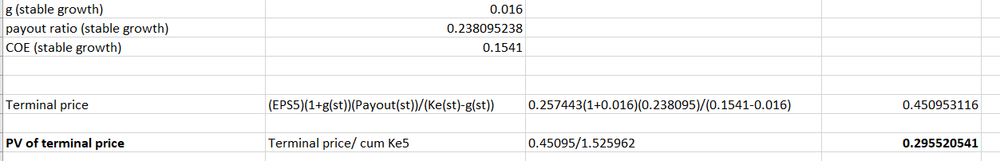 g (stable growth) 0.016
payout ratio (stable growth) 0.238095238
COE (stable growth) 0.1541
Terminal price (EPS5)(1+g(st))(Payout(st))/(Ke(st)-g(st)) 0.257443(1+0.016)(0.238095)/(0.1541-0.016) 0.450953116
PV of terminal price Terminal price/ cum Ke5 0.45095/1.525962 0.295520541